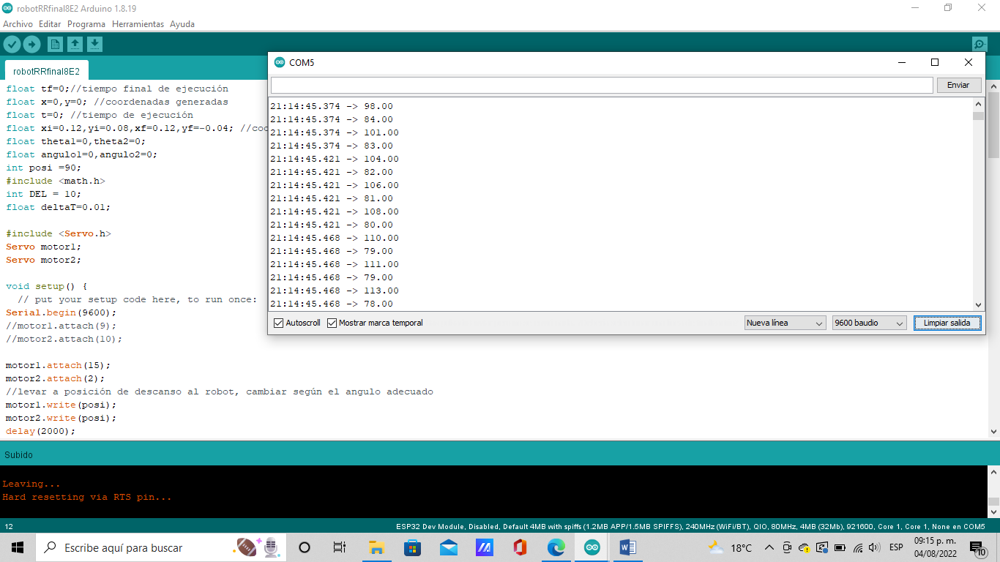 robotRRfinal8E2 Arduino 1.8.19
Archivo Editar Programa Herramientas Ayuda
robotRRfinal8E2
float tf=0;//tiempo final de ejecución
float x=0,y=0; //coordenadas generadas
float t=0; //tiempo de ejecución
float xi=0.12,yi=0.08,xf=0.12,yf=-0.04; //coo
float theta1=0,theta2=0;
float angulo1=0,angulo2=0;
int posi =90;
#include <math.h>
int DEL = 10;
float deltaT=0.01;
#include <Servo.h>
Servo motor1;
Servo motor2;
void setup() {
// put your setup code here, to run once:
Serial.begin(9600);
//motor1.attach(9);
//motor2.attach(10);
motor1.attach(15);
motor2.attach(2);
//levar a posición de descanso al robot, cambiar según el angulo adecuado
motor1.write(posi);
motor2.write(posi);
delay(2000);
COM5
Enviar
21:14:45.374 -> 98.00
21:14:45.374 -> 84.00
21:14:45.374 -> 101.00
21:14:45.374 -> 83.00
21:14:45.421 -> 104.00
21:14:45.421 -> 82.00
21:14:45.421 -> 106.00
21:14:45.421 -> 81.00
21:14:45.421 -> 108.00
21:14:45.421 -> 80.00
21:14:45.468 -> 110.00
21:14:45.468 -> 79.00
21:14:45.468 -> 111.00
21:14:45.468 -> 79.00
21:14:45.468 -> 113.00
21:14:45.468 -> 78.00
Autoscroll Mostrar marca temporal Nueva línea 9600 baudio Limpiar salida
Subido
Leaving...
Hard resetting via RTS pin...
12 ESP32 Dev Module, Disabled, Default 4MB with spiffs (1.2MB APP/1.5MB SPIFFS), 240MHz (WiFi/BT), QIO, 80MHz, 4MB (32Mb), 921600, Core 1, Core 1, None en COM5
Escribe aquí para buscar 18°C ESP 09:15 p. m.
04/08/2022 10